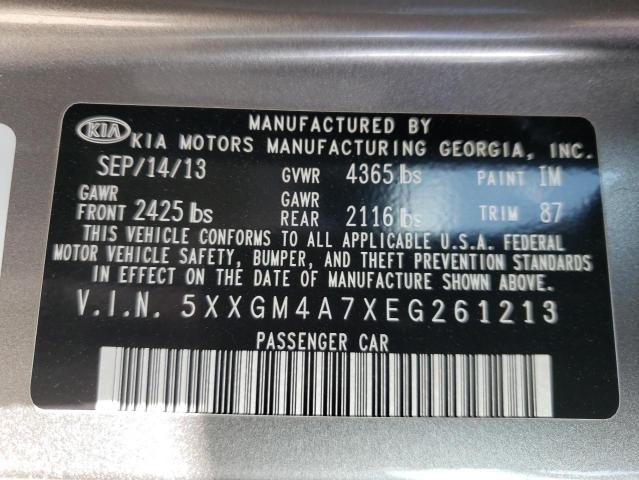 MANUFACTURED BY
KIA KIA MOTORS MANUFACTURING GEORGIA, INC.
SEP/14/13 GVWR 4365 lbs PAINT IM
GAWR FRONT 2425 lbs GAWR REAR 2116 lbs TRIM 87
THIS VEHICLE CONFORMS TO ALL APPLICABLE U.S.A. FEDERAL
MOTOR VEHICLE SAFETY, BUMPER, AND THEFT PREVENTION STANDARDS
IN EFFECT ON THE DATE OF MANUFACTURE SHOWN ABOVE.
V.I.N. 5XXGM4A7XEG261213
PASSENGER CAR